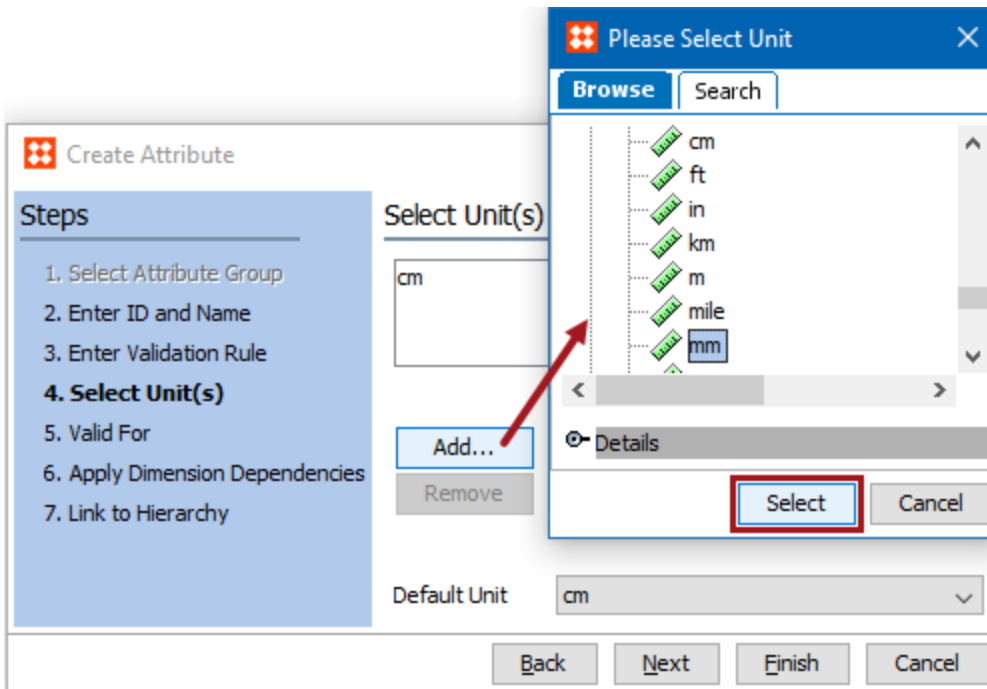 Please Select Unit
Browse
Search
cm
ft
in
km
m
mile
mm
Details
Select
Cancel
Create Attribute
Steps
1. Select Attribute Group
2. Enter ID and Name
3. Enter Validation Rule
4. Select Unit(s)
5. Valid For
6. Apply Dimension Dependencies
7. Link to Hierarchy
Select Unit(s)
cm
Add...
Remove
Default Unit
cm
Back
Next
Finish
Cancel